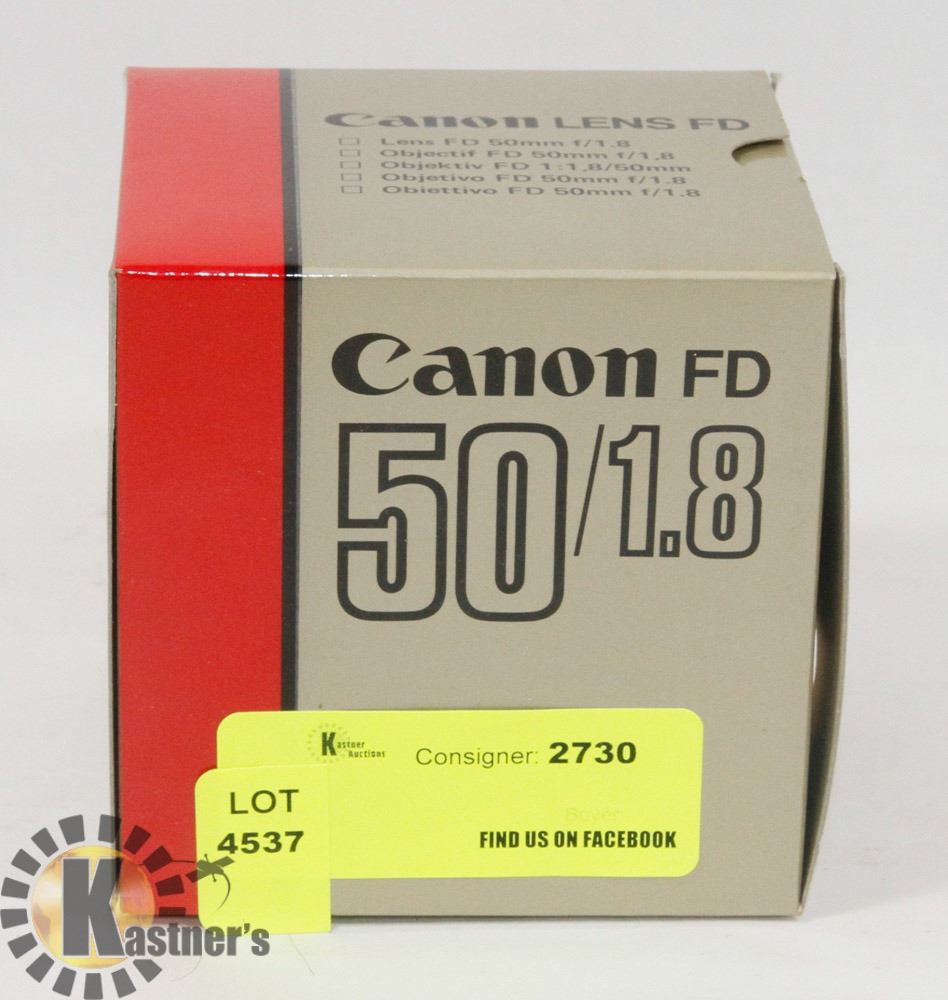 Canon LENS FD
Lens FD 50mm f/1.8
Objectif FD 50mm f/1,8
Objektiv FD 1:1,8/50mm
Objetivo FD 50mm f/1.8
Obiettivo FD 50mm f/1.8
Canon FD
50/1.8
Kastner Auctions
Consigner: 2730
Buyer:
FIND US ON FACEBOOK
LOT
4537
Kastner's